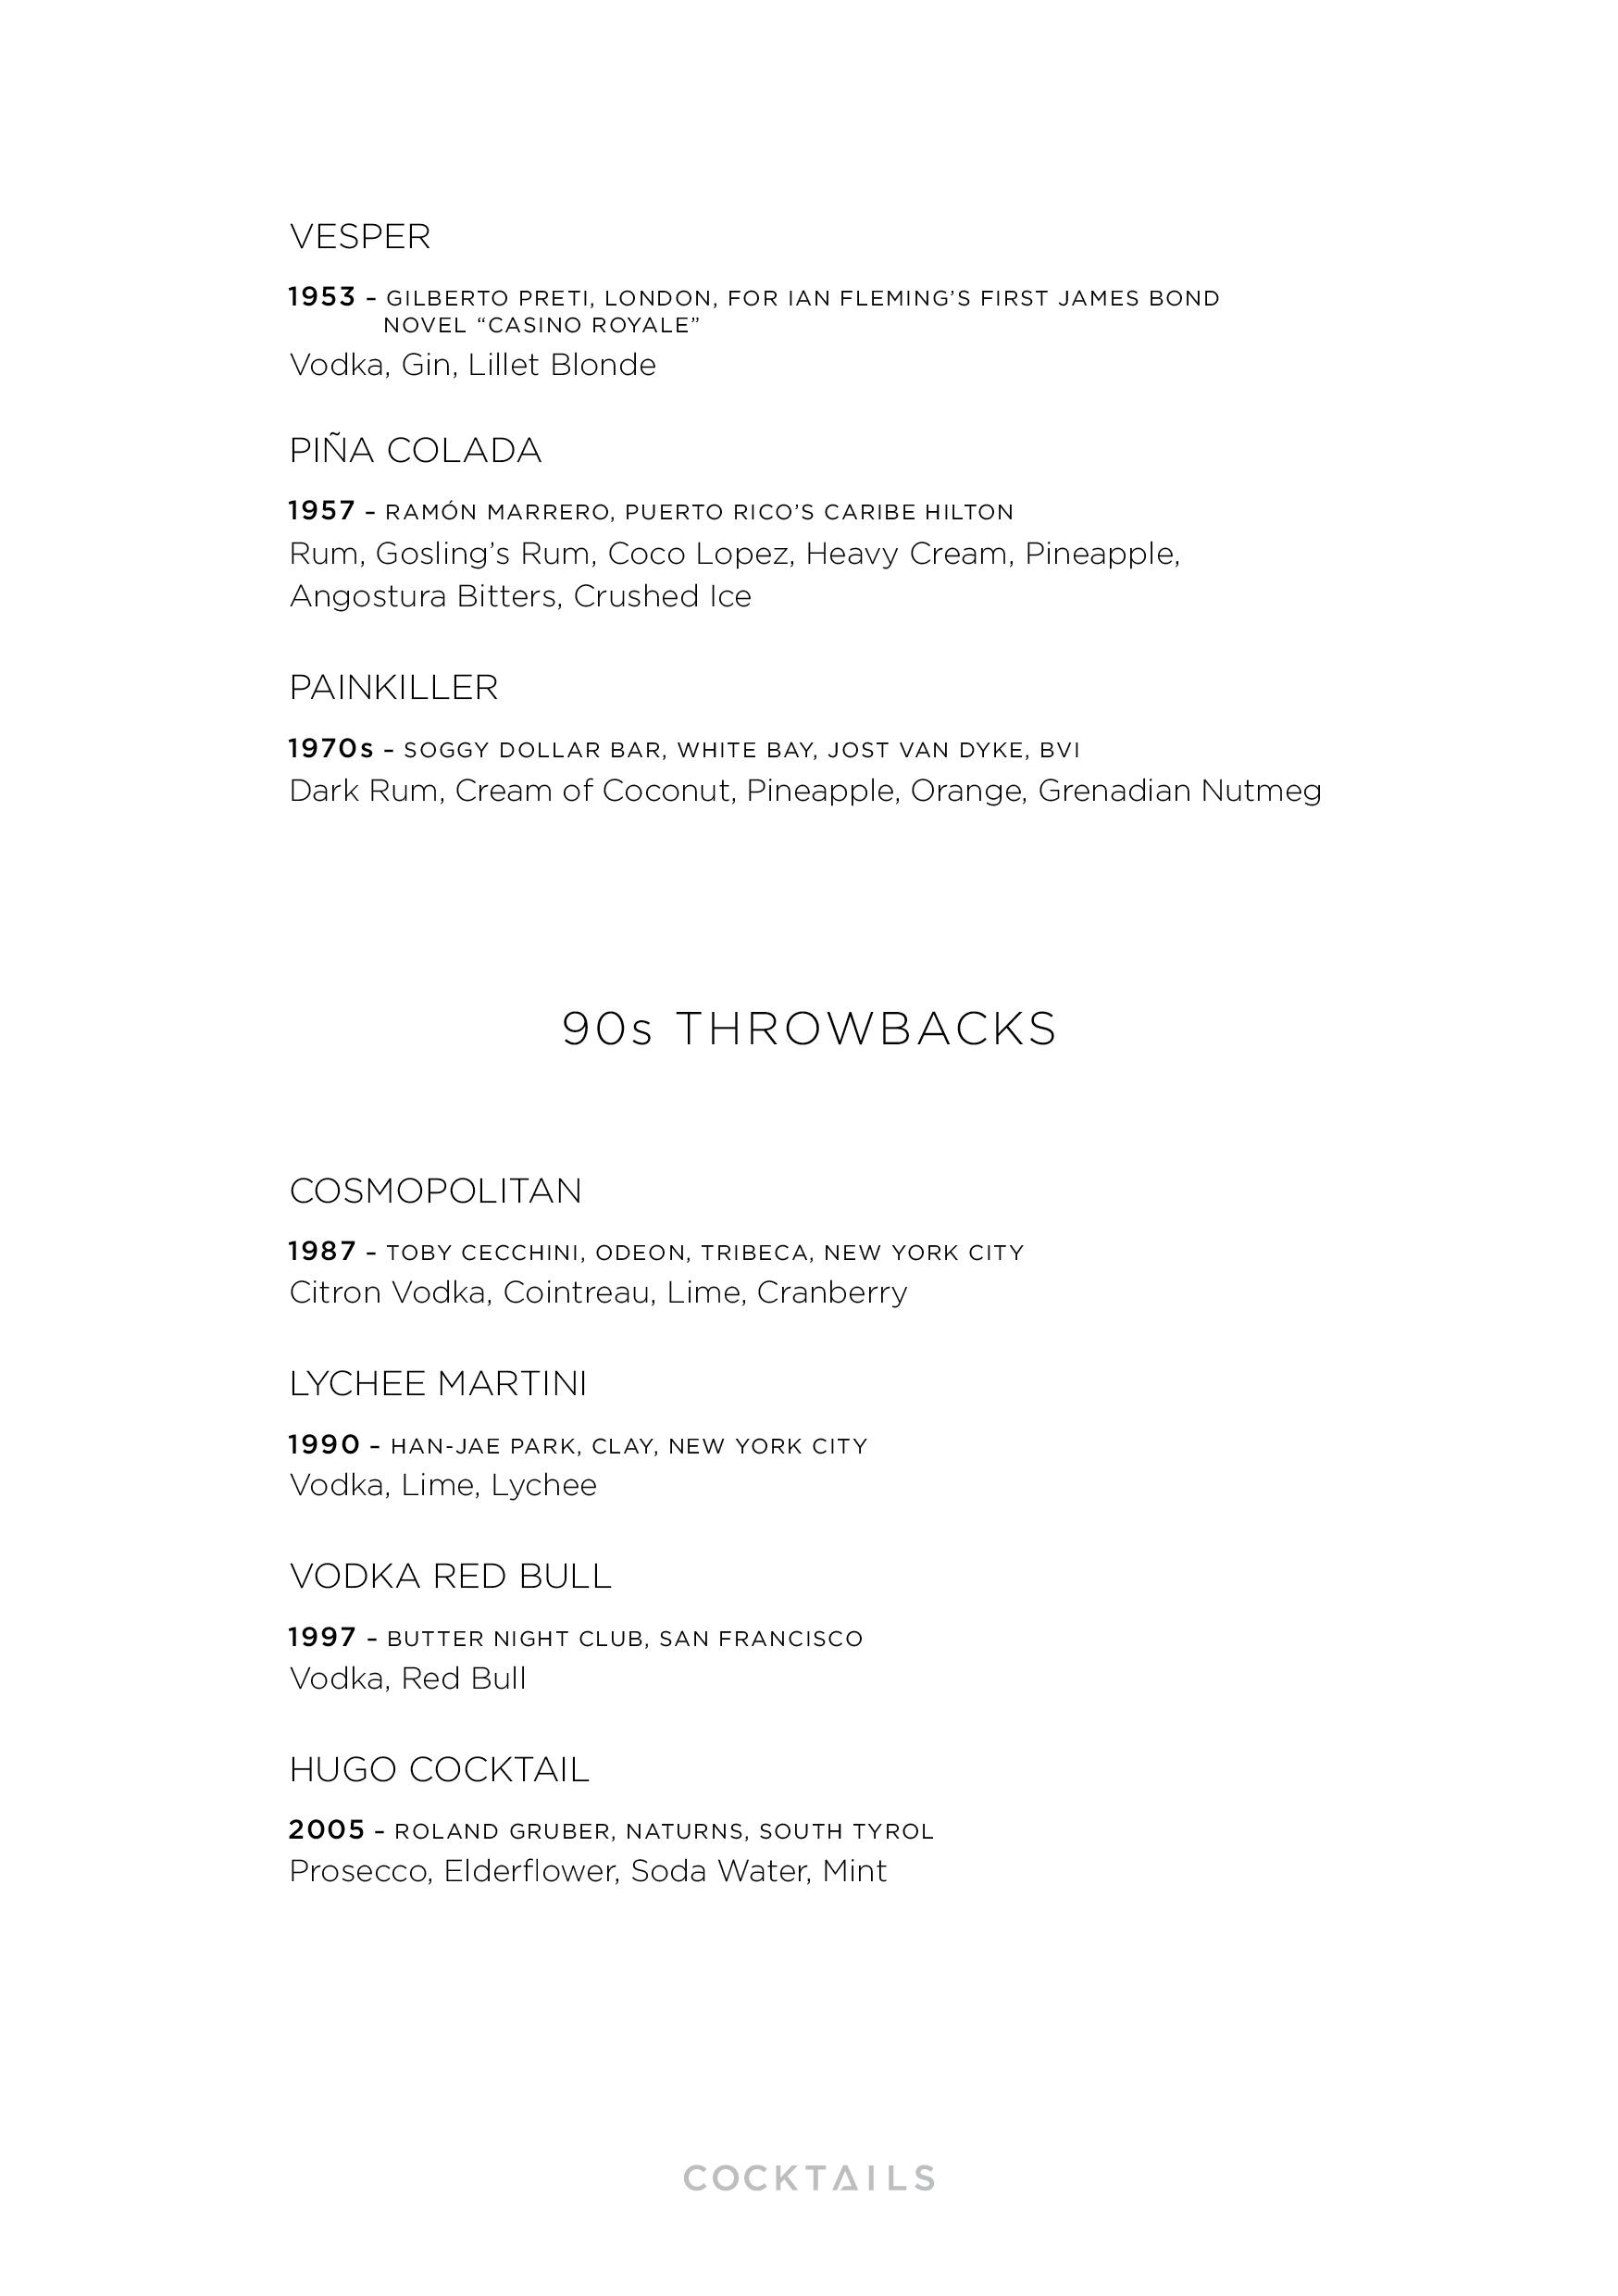 VESPER
1953 – GILBERTO PRETI, LONDON, FOR IAN FLEMING’S FIRST JAMES BOND
NOVEL “CASINO ROYALE”
Vodka, Gin, Lillet Blonde
PIÑA COLADA
1957 – RAMÓN MARRERO, PUERTO RICO’S CARIBE HILTON
Rum, Gosling’s Rum, Coco Lopez, Heavy Cream, Pineapple,
Angostura Bitters, Crushed Ice
PAINKILLER
1970s – SOGGY DOLLAR BAR, WHITE BAY, JOST VAN DYKE, BVI
Dark Rum, Cream of Coconut, Pineapple, Orange, Grenadian Nutmeg
90s THROWBACKS
COSMOPOLITAN
1987 – TOBY CECCHINI, ODEON, TRIBECA, NEW YORK CITY
Citron Vodka, Cointreau, Lime, Cranberry
LYCHEE MARTINI
1990 – HAN-JAE PARK, CLAY, NEW YORK CITY
Vodka, Lime, Lychee
VODKA RED BULL
1997 – BUTTER NIGHT CLUB, SAN FRANCISCO
Vodka, Red Bull
HUGO COCKTAIL
2005 – ROLAND GRUBER, NATURNS, SOUTH TYROL
Prosecco, Elderflower, Soda Water, Mint
COCKTAILS